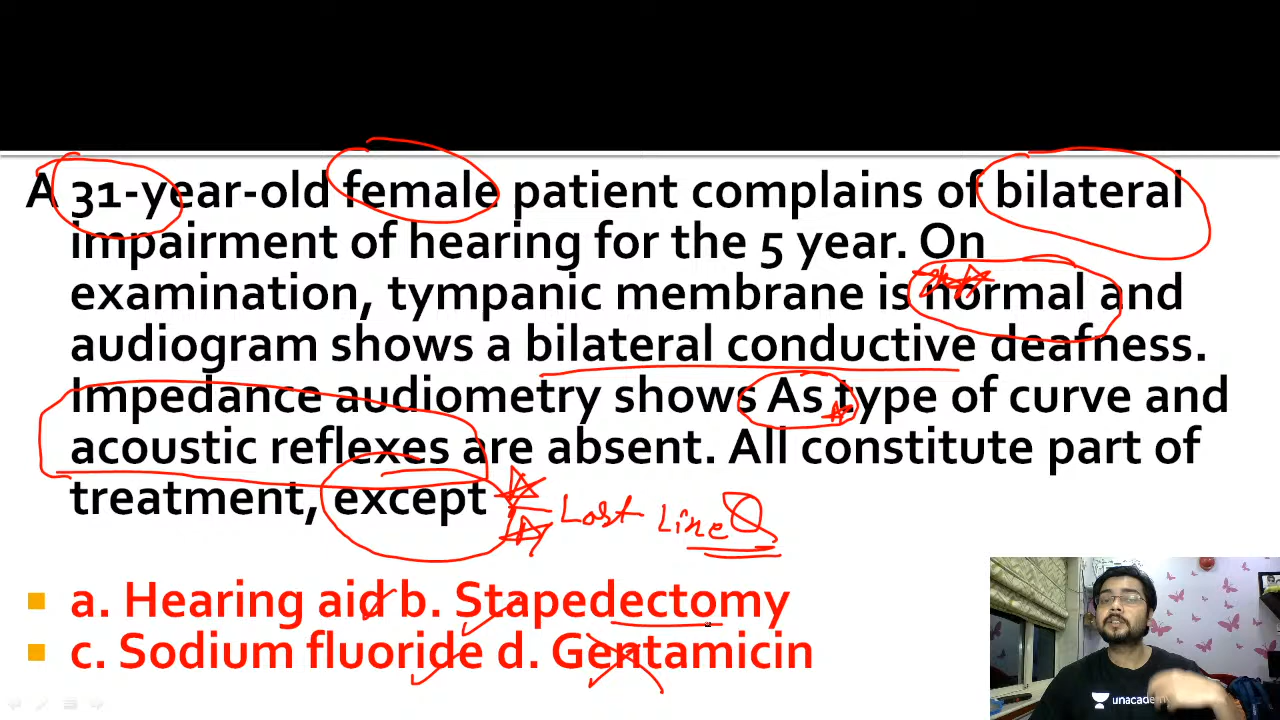 A 31-year-old female patient complains of bilateral
impairment of hearing for the 5 year. On
examination, tympanic membrane is normal and
audiogram shows a bilateral conductive deafness.
Impedance audiometry shows As type of curve and
acoustic reflexes are absent. All constitute part of
treatment, except
Last Line Q
a. Hearing aid b. Stapedectomy
c. Sodium fluoride d. Gentamicin
unacademy